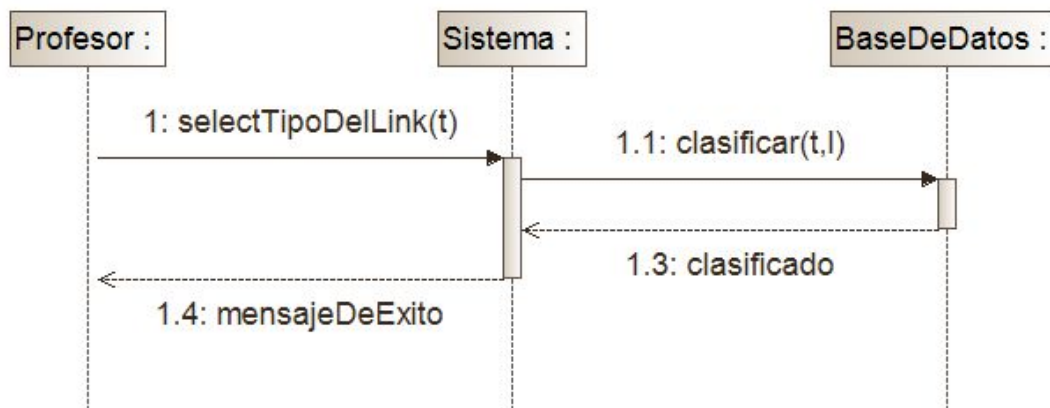 Profesor :
Sistema :
BaseDeDatos :
1: selectTipoDelLink(t)
1.1: clasificar(t,l)
1.3: clasificado
1.4: mensajeDeExito